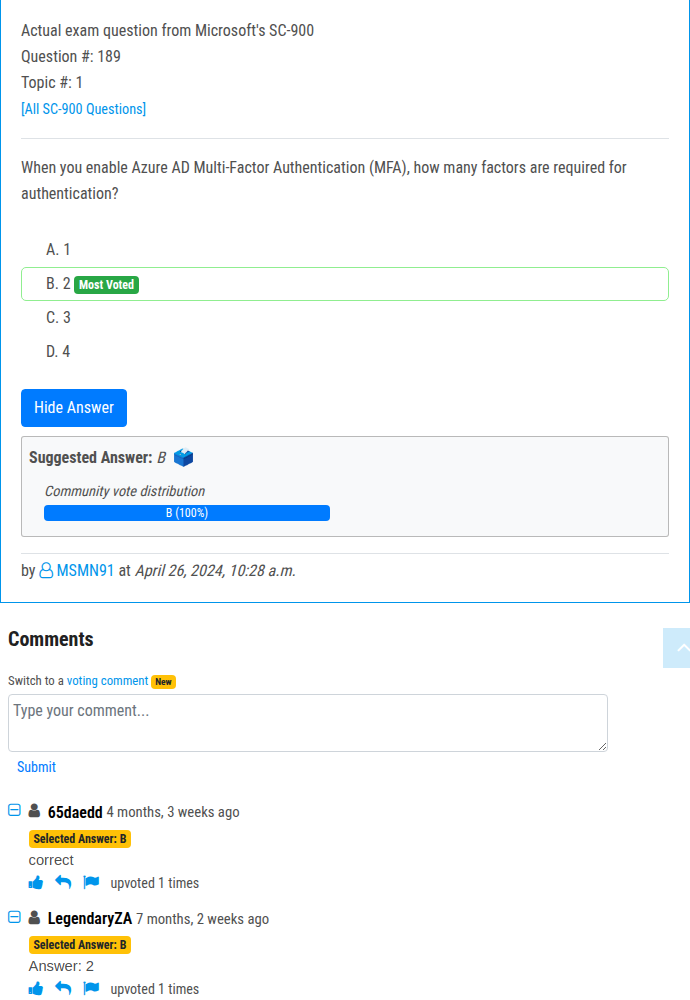 Actual exam question from Microsoft's SC-900
Question #: 189
Topic #: 1
[All SC-900 Questions]
When you enable Azure AD Multi-Factor Authentication (MFA), how many factors are required for
authentication?
A. 1
B. 2 Most Voted
C. 3
D. 4
Hide Answer
Suggested Answer: B
Community vote distribution
B (100%)
by MSMN91 at April 26, 2024, 10:28 a.m.
Comments
Switch to a voting comment New
Type your comment...
Submit
65daedd 4 months, 3 weeks ago
Selected Answer: B
correct
upvoted 1 times
LegendaryZA 7 months, 2 weeks ago
Selected Answer: B
Answer: 2
upvoted 1 times